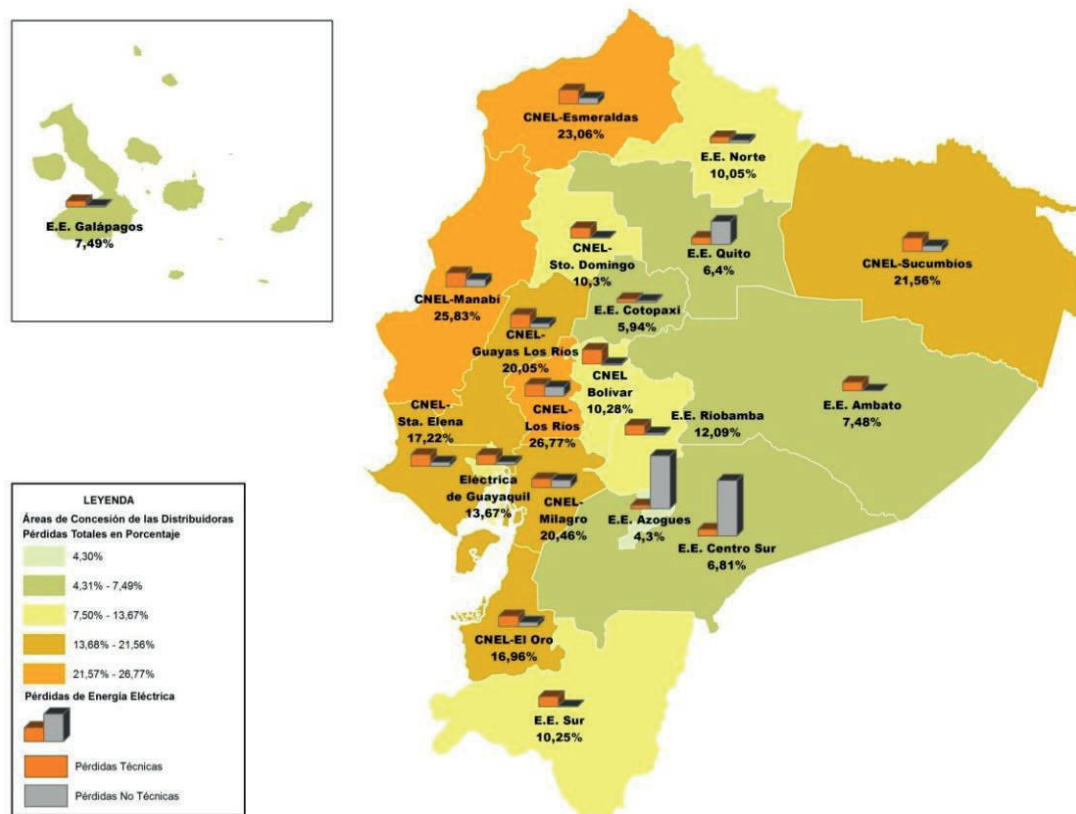 CNEL-Esmeraldas
23,06%
E.E. Norte
10,05%
E.E. Galápagos
7,49%
CNEL-
Sto. Domingo
10,3%
E.E. Quito
6,4%
CNEL-Sucumbíos
21,56%
CNEL-Manabí
25,83%
E.E. Cotopaxi
5,94%
CNEL-
Guayas Los Ríos
20,05%
CNEL
Bolívar
10,28%
E.E. Ambato
7,48%
CNEL-
Sta. Elena
17,22%
CNEL-
Los Ríos
26,77%
E.E. Riobamba
12,09%
Eléctrica
de Guayaquil
13,67%
CNEL-
Milagro
20,46%
E.E. Azogues
4,3%
E.E. Centro Sur
6,81%
CNEL-El Oro
16,96%
E.E. Sur
10,25%
LEYENDA
Áreas de Concesión de las Distribuidoras
Pérdidas Totales en Porcentaje
4,30%
4,31% - 7,49%
7,50% - 13,67%
13,68% - 21,56%
21,57% - 26,77%
Pérdidas de Energía Eléctrica
Pérdidas Técnicas
Pérdidas No Técnicas